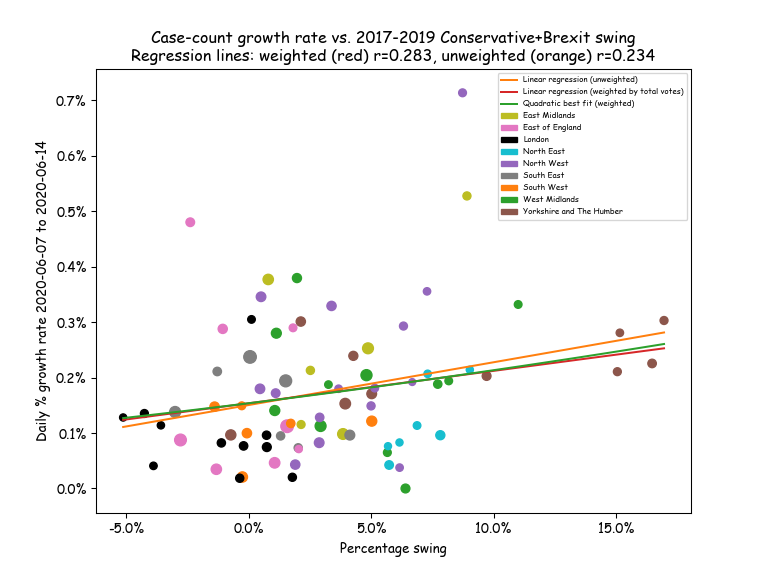 Case-count growth rate vs. 2017-2019 Conservative+Brexit swing
Regression lines: weighted (red) r=0.283, unweighted (orange) r=0.234
Linear regression (unweighted)
Linear regression (weighted by total votes)
Quadratic best fit (weighted)
East Midlands
East of England
London
North East
North West
South East
South West
West Midlands
Yorkshire and The Humber
Daily % growth rate 2020-06-07 to 2020-06-14
0.7%
0.6%
0.5%
0.4%
0.3%
0.2%
0.1%
0.0%
-5.0% 0.0% 5.0% 10.0% 15.0%
Percentage swing